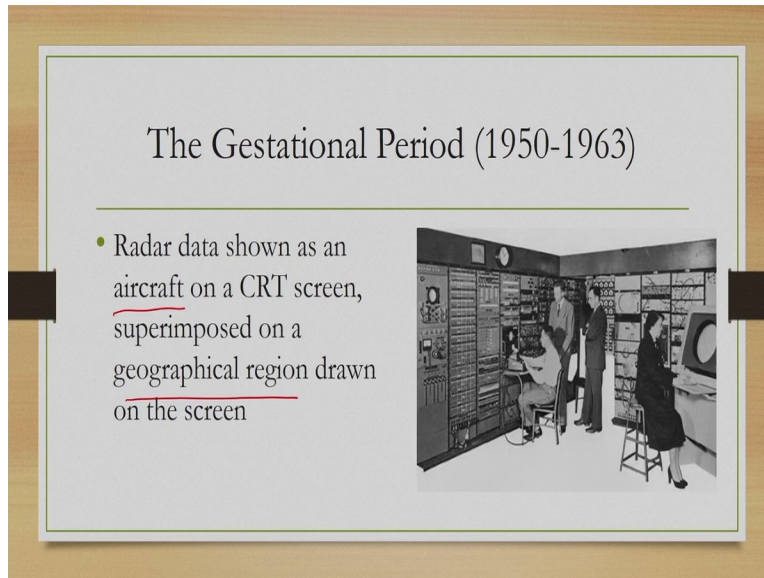 The Gestational Period (1950-1963)
• Radar data shown as an
aircraft on a CRT screen,
superimposed on a
geographical region drawn
on the screen